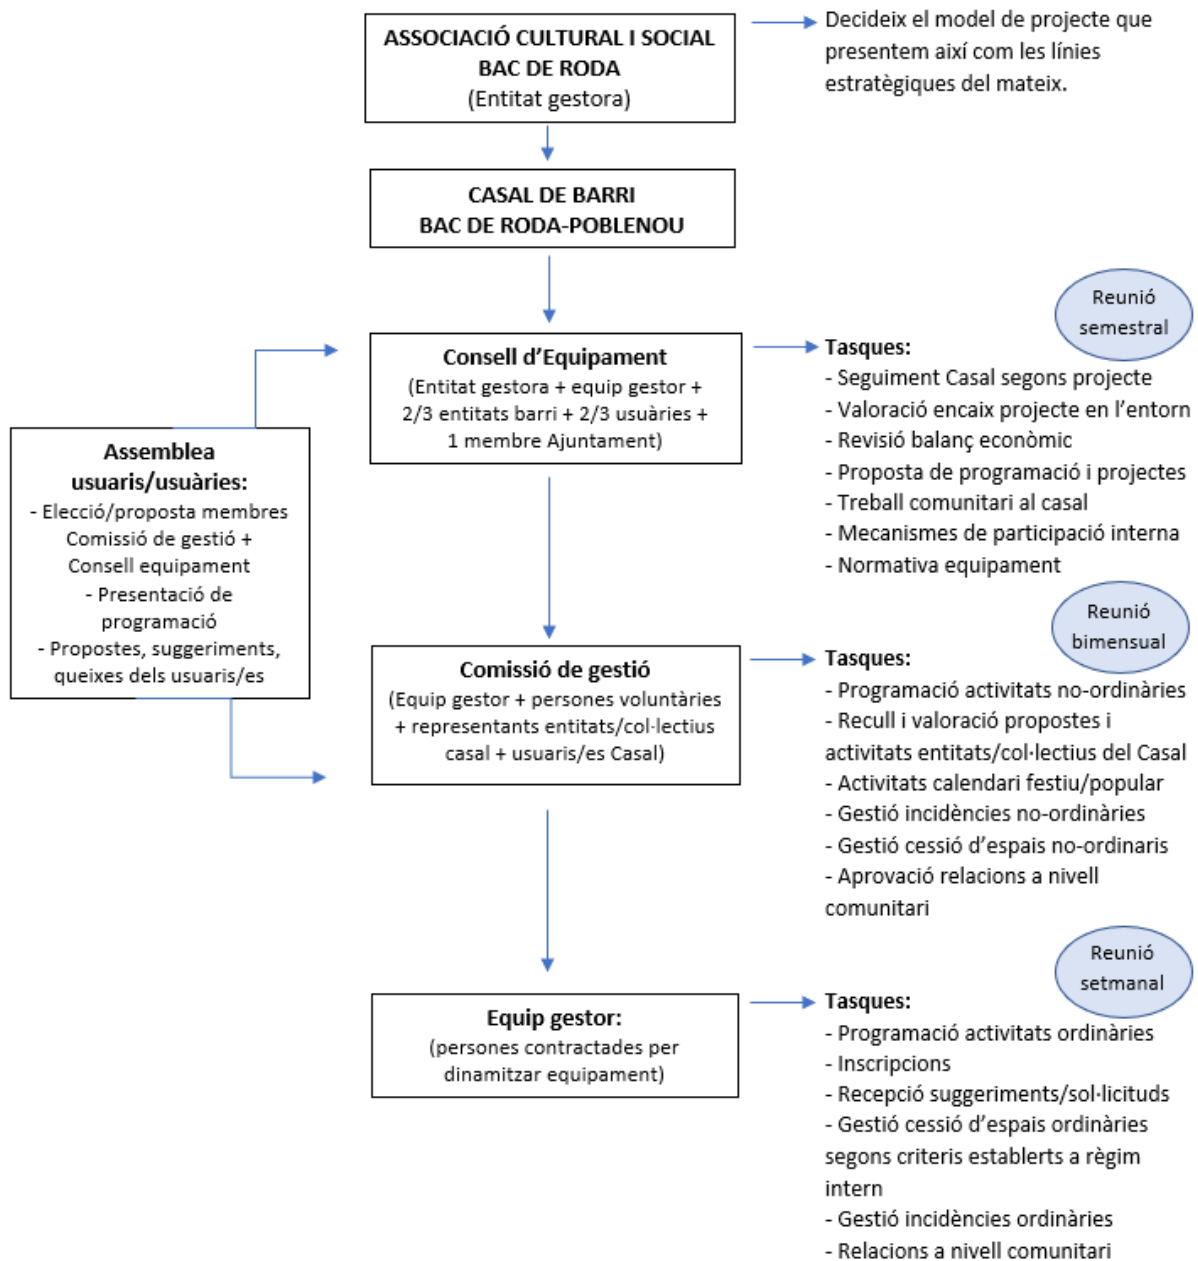 ASSOCIACIÓ CULTURAL I SOCIAL
BAC DE RODA
(Entitat gestora)
Decideix el model de projecte que
presentem així com les línies
estratègiques del mateix.
CASAL DE BARRI
BAC DE RODA-POBLENOU
Reunió
semestral
Consell d’Equipament
(Entitat gestora + equip gestor +
2/3 entitats barri + 2/3 usuàries +
1 membre Ajuntament)
Tasques:
- Seguiment Casal segons projecte
- Valoració encaix projecte en l’entorn
- Revisió balanç econòmic
- Proposta de programació i projectes
- Treball comunitari al casal
- Mecanismes de participació interna
- Normativa equipament
Assemblea
usuaris/usuàries:
- Elecció/proposta membres
Comissió de gestió +
Consell equipament
- Presentació de
programació
- Propostes, suggeriments,
queixes dels usuaris/es
Reunió
bimensual
Comissió de gestió
(Equip gestor + persones voluntàries
+ representants entitats/col·lectius
casal + usuaris/es Casal)
Tasques:
- Programació activitats no-ordinàries
- Recull i valoració propostes i
activitats entitats/col·lectius del Casal
- Activitats calendari festiu/popular
- Gestió incidències no-ordinàries
- Gestió cessió d’espais no-ordinaris
- Aprovació relacions a nivell
comunitari
Reunió
setmanal
Equip gestor:
(persones contractades per
dinamitzar equipament)
Tasques:
- Programació activitats ordinàries
- Inscripcions
- Recepció suggeriments/sol·licituds
- Gestió cessió d’espais ordinàries
segons criteris establerts a règim
intern
- Gestió incidències ordinàries
- Relacions a nivell comunitari